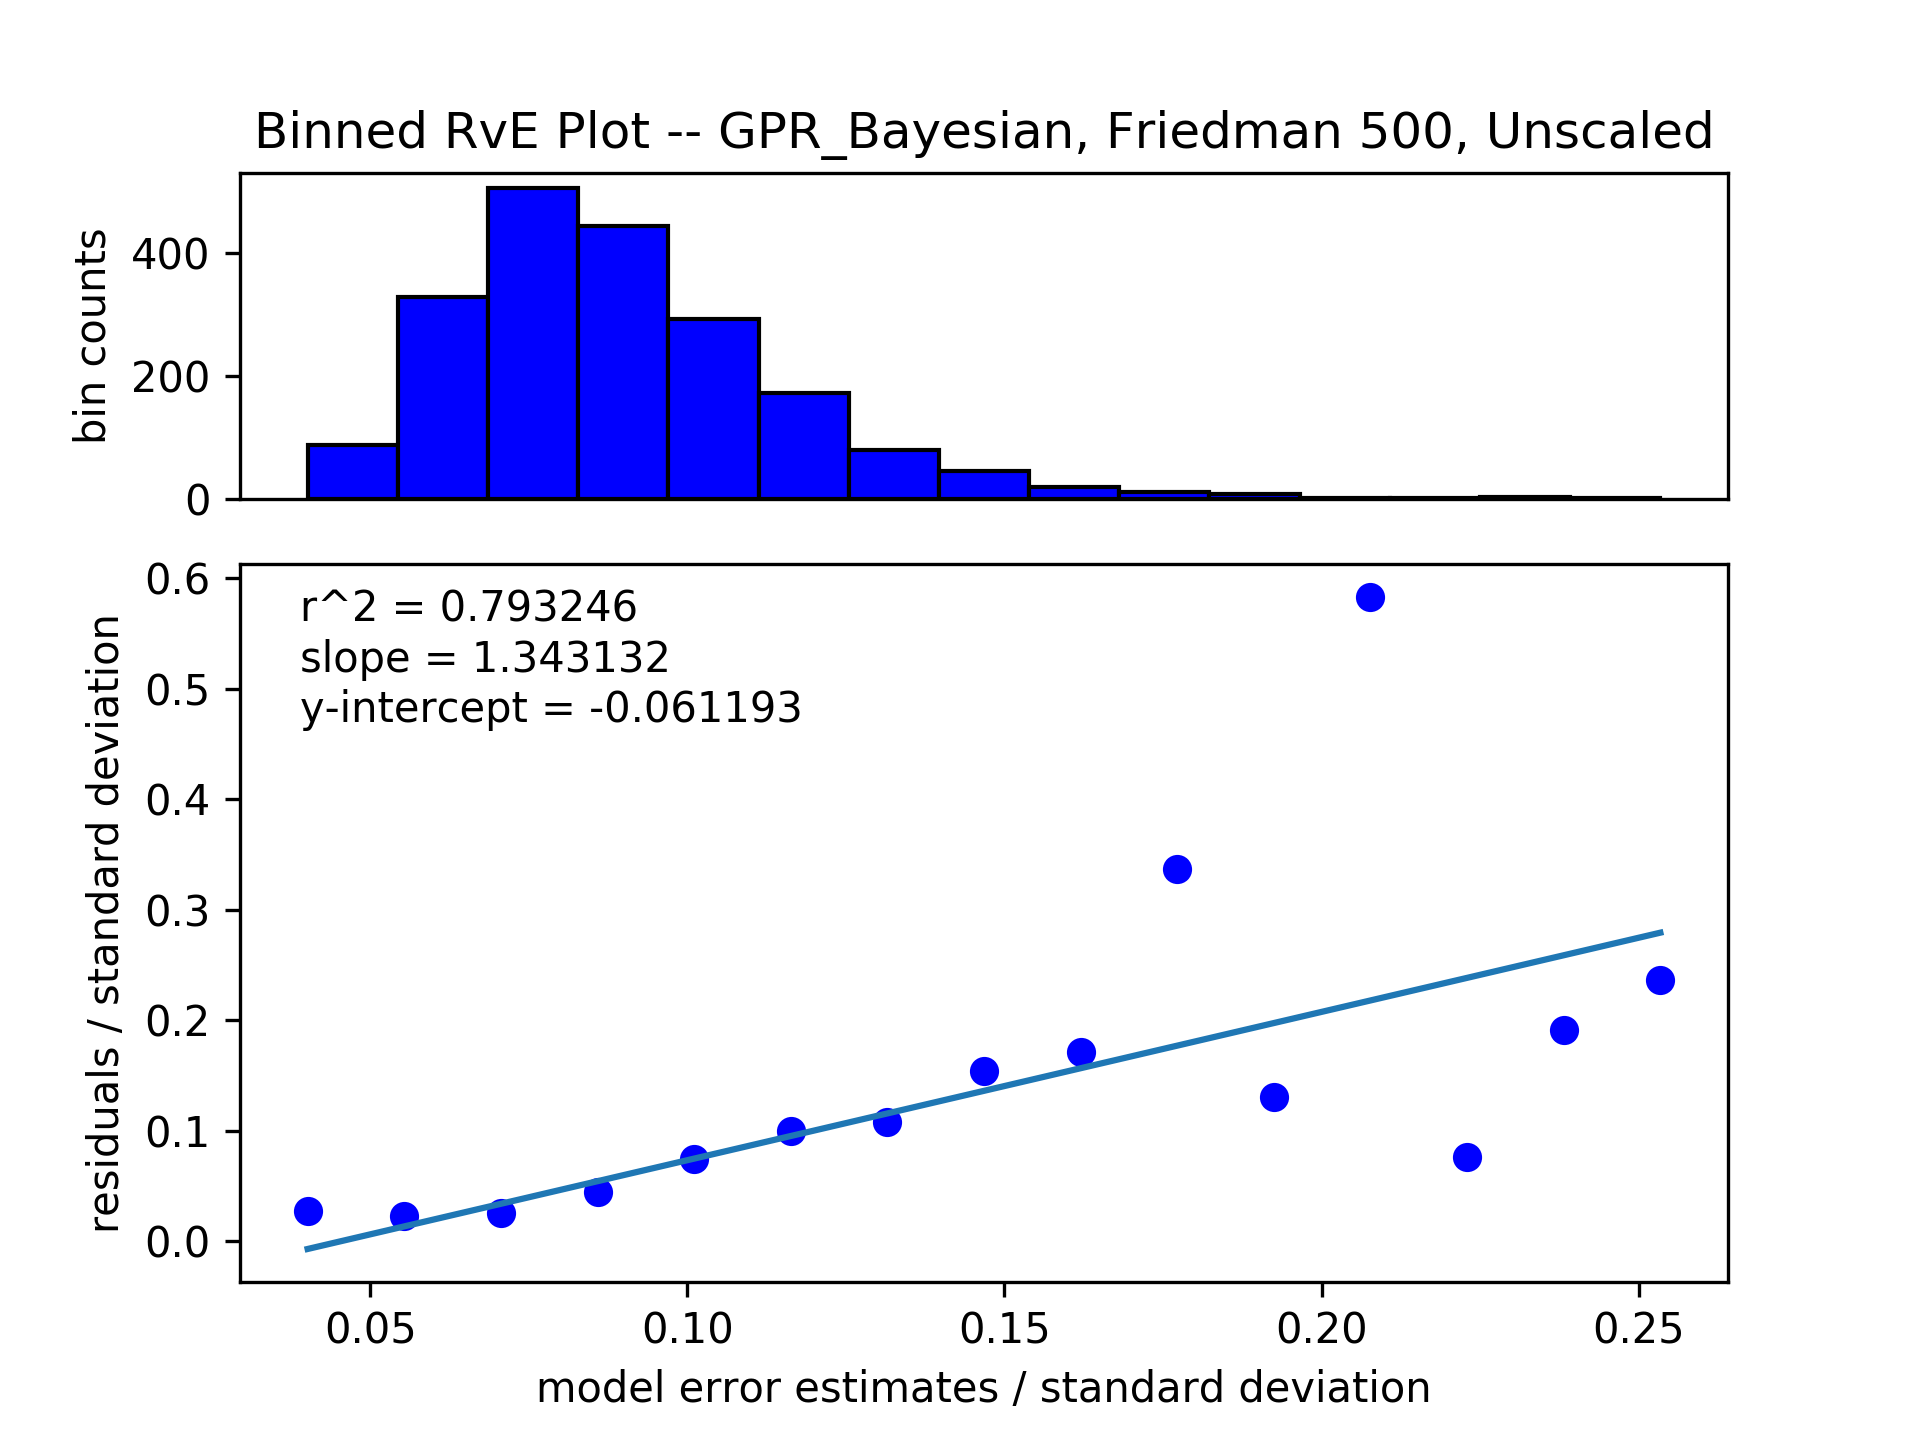 Binned RvE Plot -- GPR_Bayesian, Friedman 500, Unscaled
bin counts
400
200
0
residuals / standard deviation
0.6
0.5
0.4
0.3
0.2
0.1
0.0
r^2 = 0.793246
slope = 1.343132
y-intercept = -0.061193
0.05 0.10 0.15 0.20 0.25
model error estimates / standard deviation